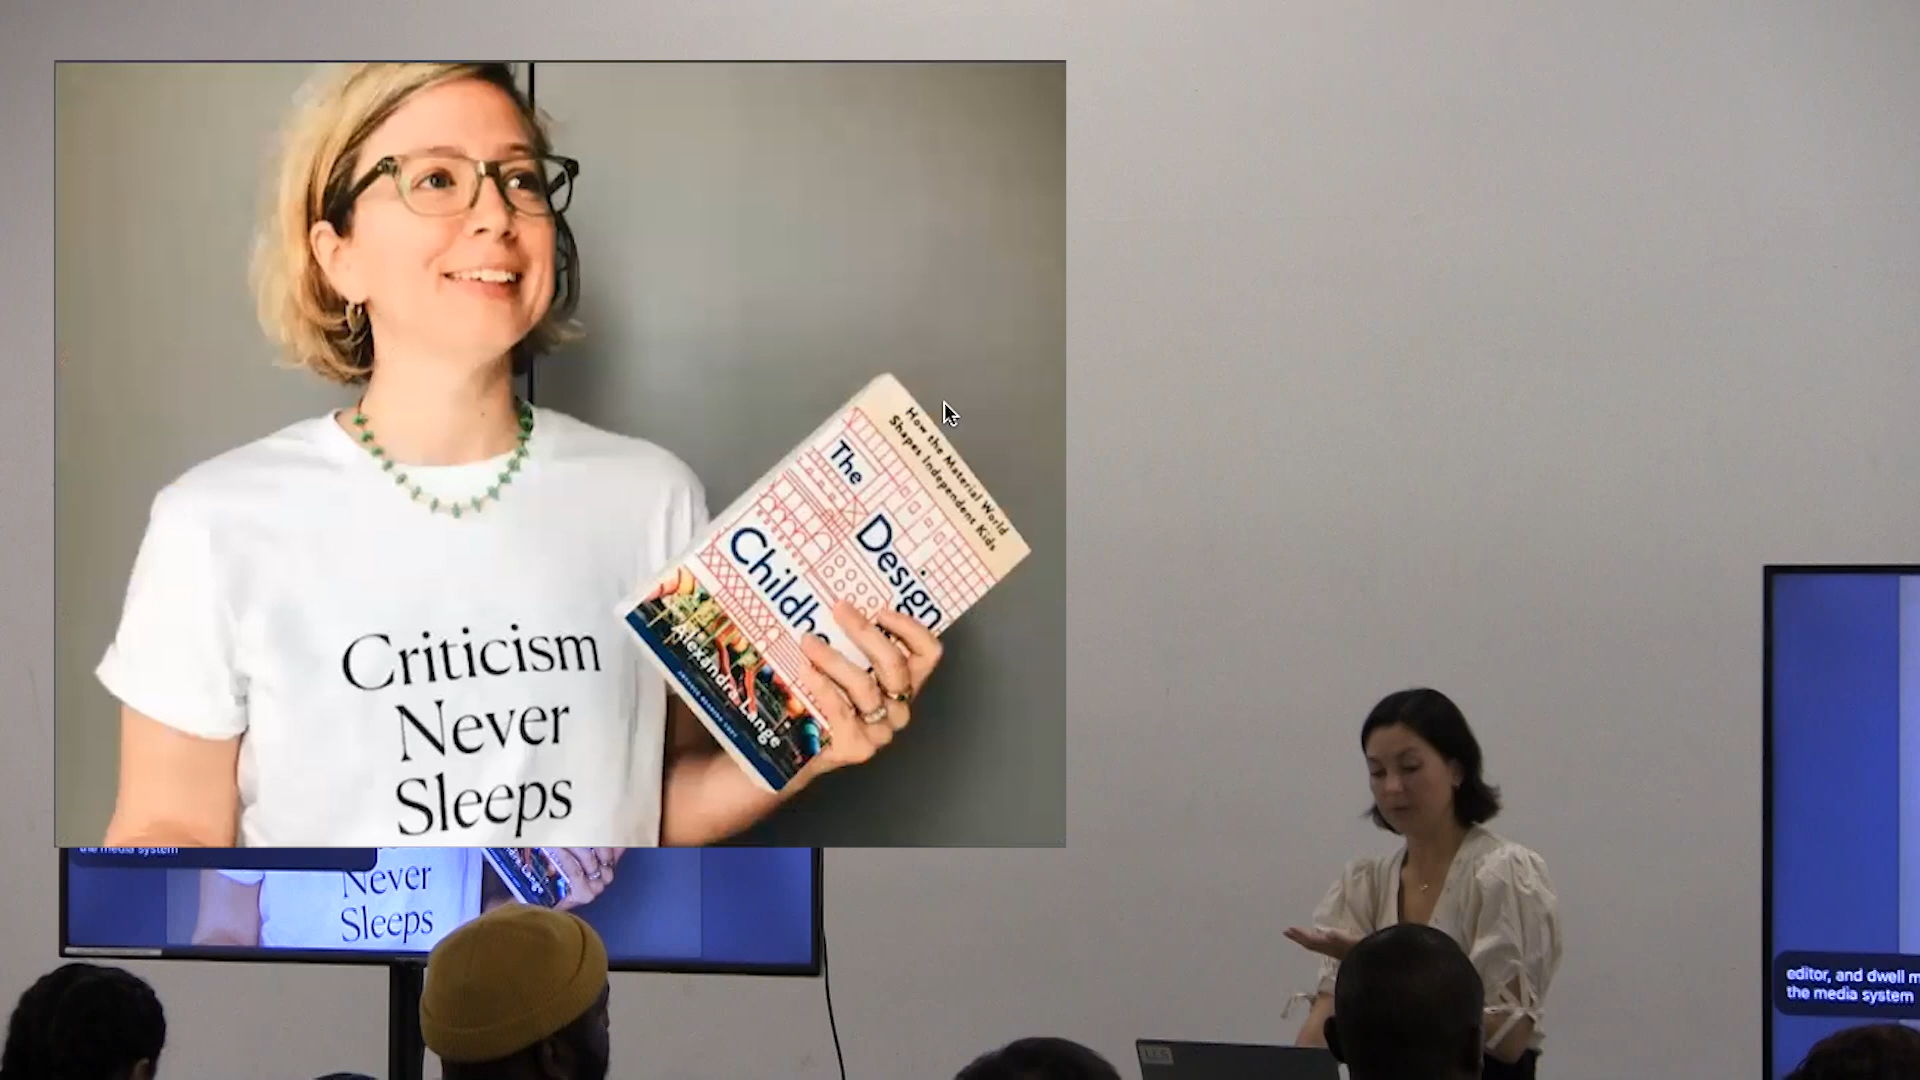 How the Material World
Shapes Independent Kids
The
Design
Childh
Alexandra Lange
Criticism
Never
Sleeps
the media system
Never
Sleeps
editor, and dwell m
the media system